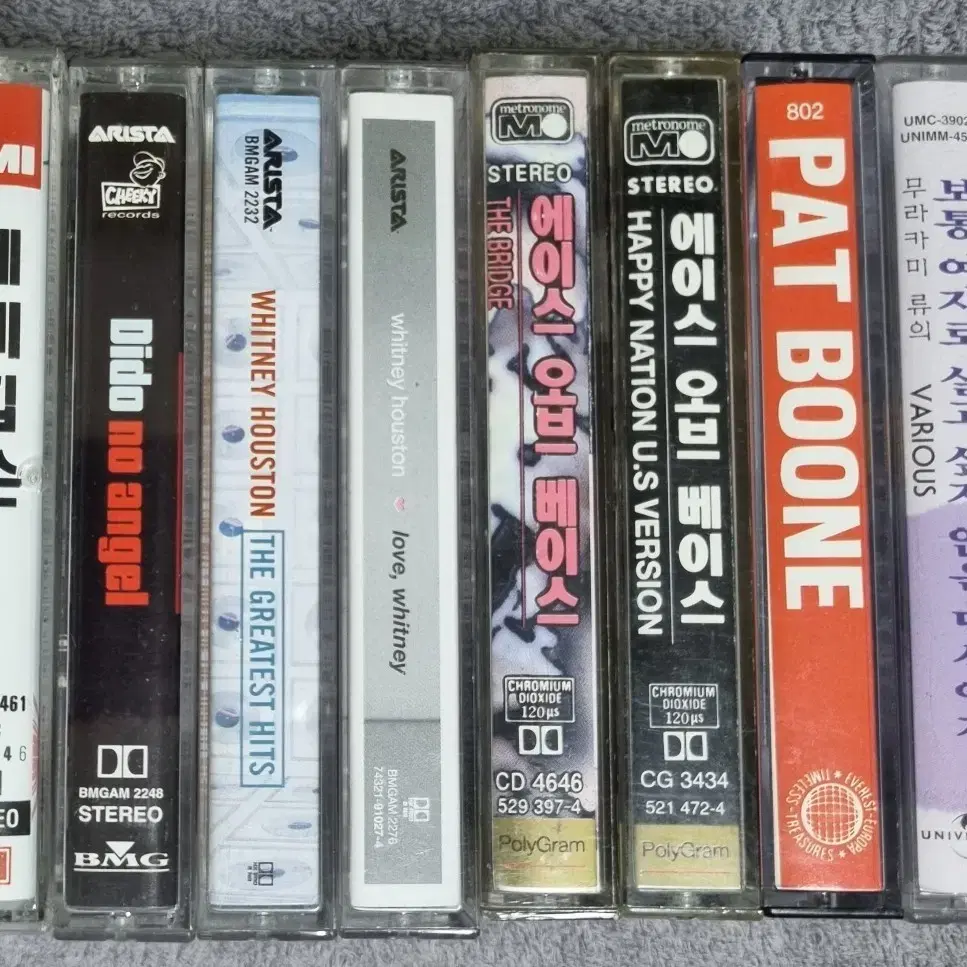 MI
461
4 6
EO
ARISTA
CHEEKY
records
Dido no angel
BMGAM 2248
STEREO
BMG
ARISTA
BMGAM 2232
WHITNEY HOUSTON THE GREATEST HITS
ARISTA
whitney houston love, whitney
BMGAM 2276
74321-91027-4
metronome
STEREO
에이스 오브 베이스
THE BRIDGE
CHROMIUM
DIOXIDE
120µs
CD 4646
529 397-4
PolyGram
metronome
STEREO
에이스 오브 베이스
HAPPY NATION U.S VERSION
CHROMIUM
DIOXIDE
120µs
CG 3434
521 472-4
PolyGram
802
PAT BOONE
EVEREST-EUROPA
TIMELESS-TREASURES
UMC-3902
UNIMM-45
무라카미 류의
VARIOUS
UNIVER